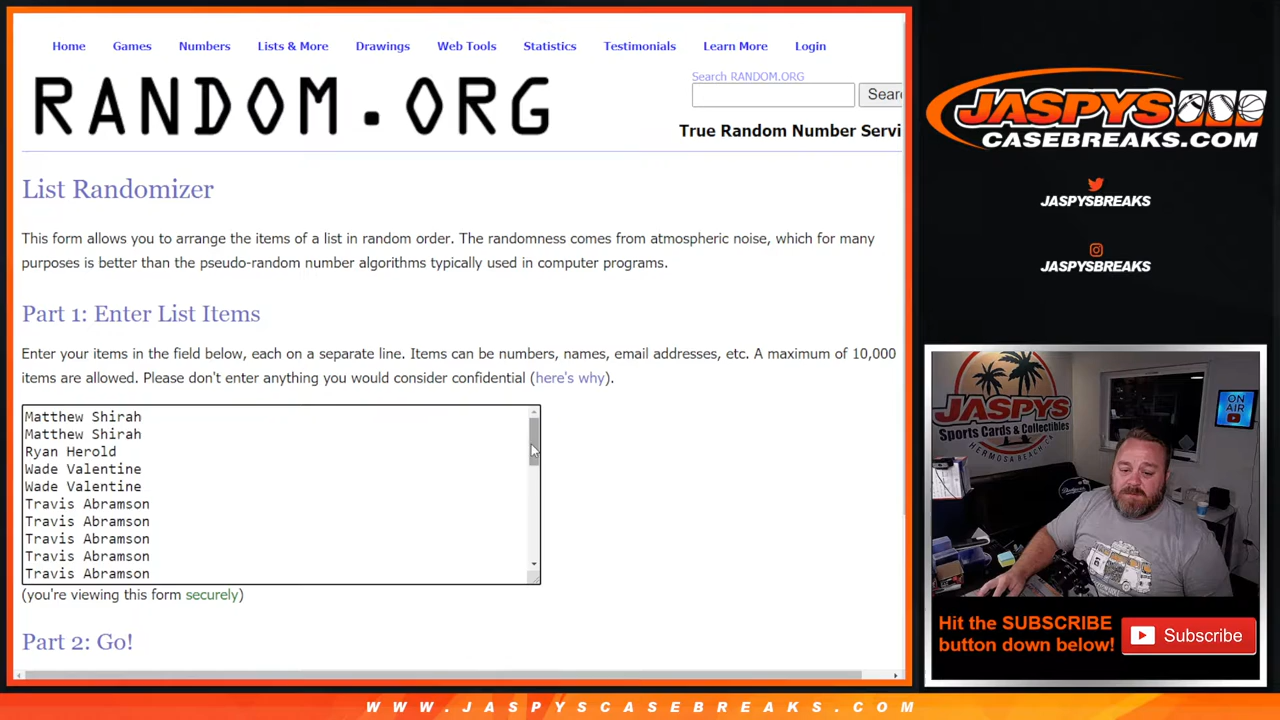 Home Games Numbers Lists & More Drawings Web Tools Statistics Testimonials Learn More Login
RANDOM.ORG
Search RANDOM.ORG
Sear
True Random Number Servi
List Randomizer
This form allows you to arrange the items of a list in random order. The randomness comes from atmospheric noise, which for many
purposes is better than the pseudo-random number algorithms typically used in computer programs.
Part 1: Enter List Items
Enter your items in the field below, each on a separate line. Items can be numbers, names, email addresses, etc. A maximum of 10,000
items are allowed. Please don't enter anything you would consider confidential (here's why).
Matthew Shirah
Matthew Shirah
Ryan Herold
Wade Valentine
Wade Valentine
Travis Abramson
Travis Abramson
Travis Abramson
Travis Abramson
Travis Abramson
(you're viewing this form securely)
Part 2: Go!
JASPYS
CASEBREAKS.COM
JASPYSBREAKS
JASPYSBREAKS
JASPYS
Sports Cards & Collectibles
HERMOSA BEACH, CA
ON
AIR
Hit the SUBSCRIBE
button down below!
Subscribe
WWW.JASPYSCASEBREAKS.COM